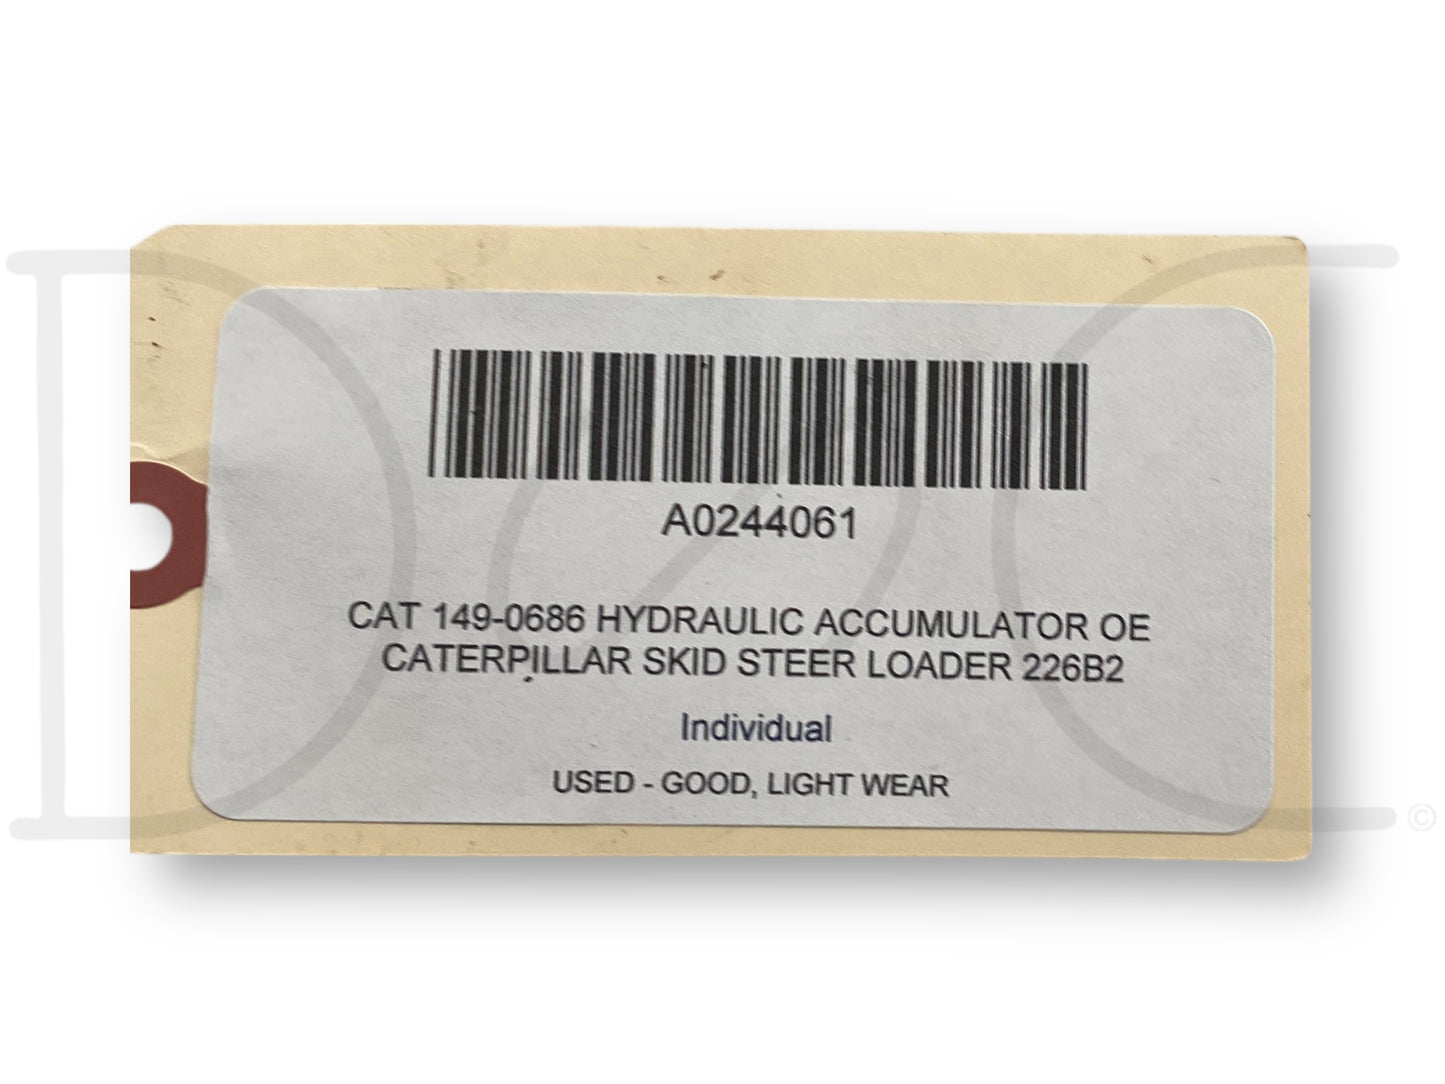 A0244061
CAT 149-0686 HYDRAULIC ACCUMULATOR OE
CATERPILLAR SKID STEER LOADER 226B2
Individual
USED - GOOD, LIGHT WEAR
©